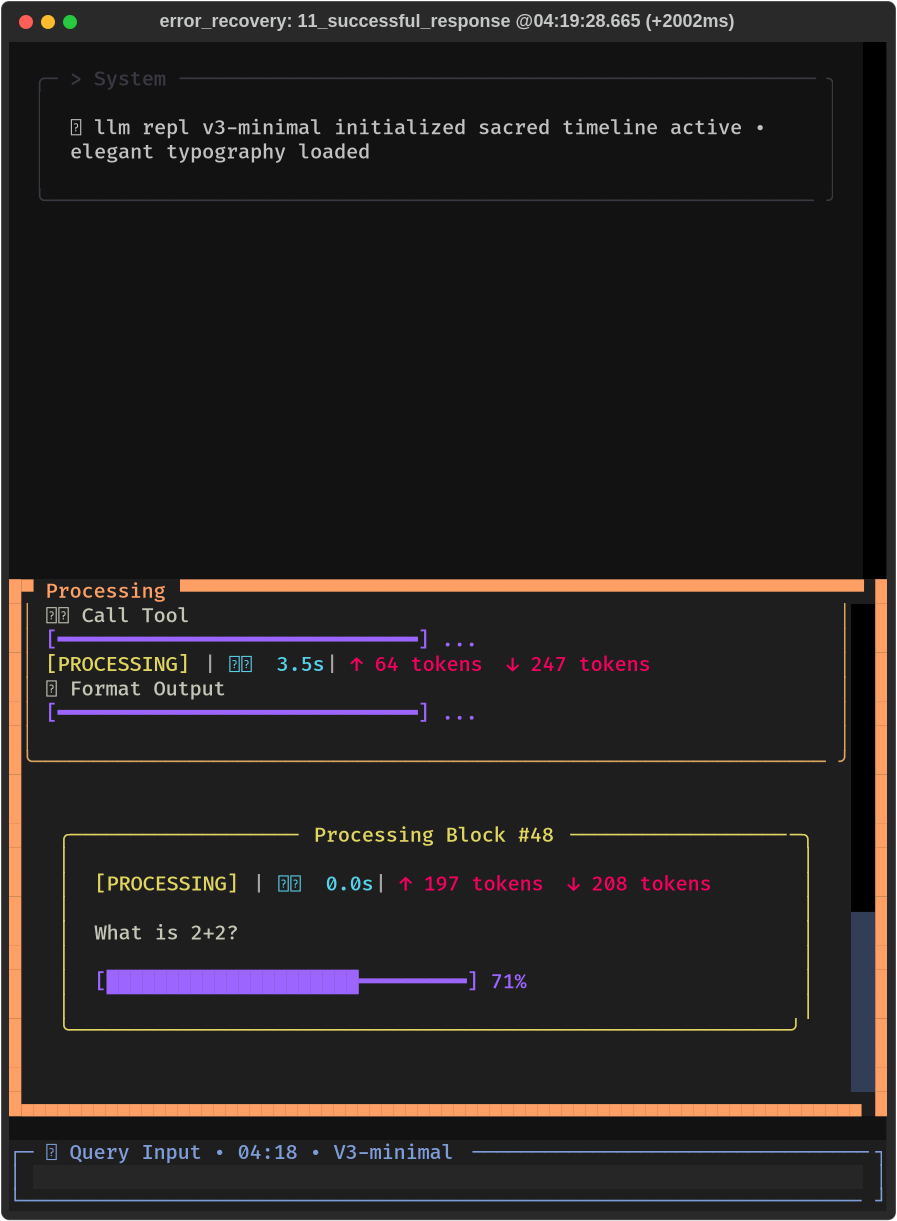 error_recovery: 11_successful_response @04:19:28.665 (+2002ms)
> System
llm repl v3-minimal initialized sacred timeline active •
elegant typography loaded
Processing
Call Tool
[━━━━━━━━━━━━━━━━━━━━━━━━━━━━━━] ...
[PROCESSING] | 3.5s| ↑ 64 tokens ↓ 247 tokens
Format Output
[━━━━━━━━━━━━━━━━━━━━━━━━━━━━━━] ...
Processing Block #48
[PROCESSING] | 0.0s| ↑ 197 tokens ↓ 208 tokens
What is 2+2?
[█████████████████████━━━━━━━━━] 71%
Query Input • 04:18 • V3-minimal